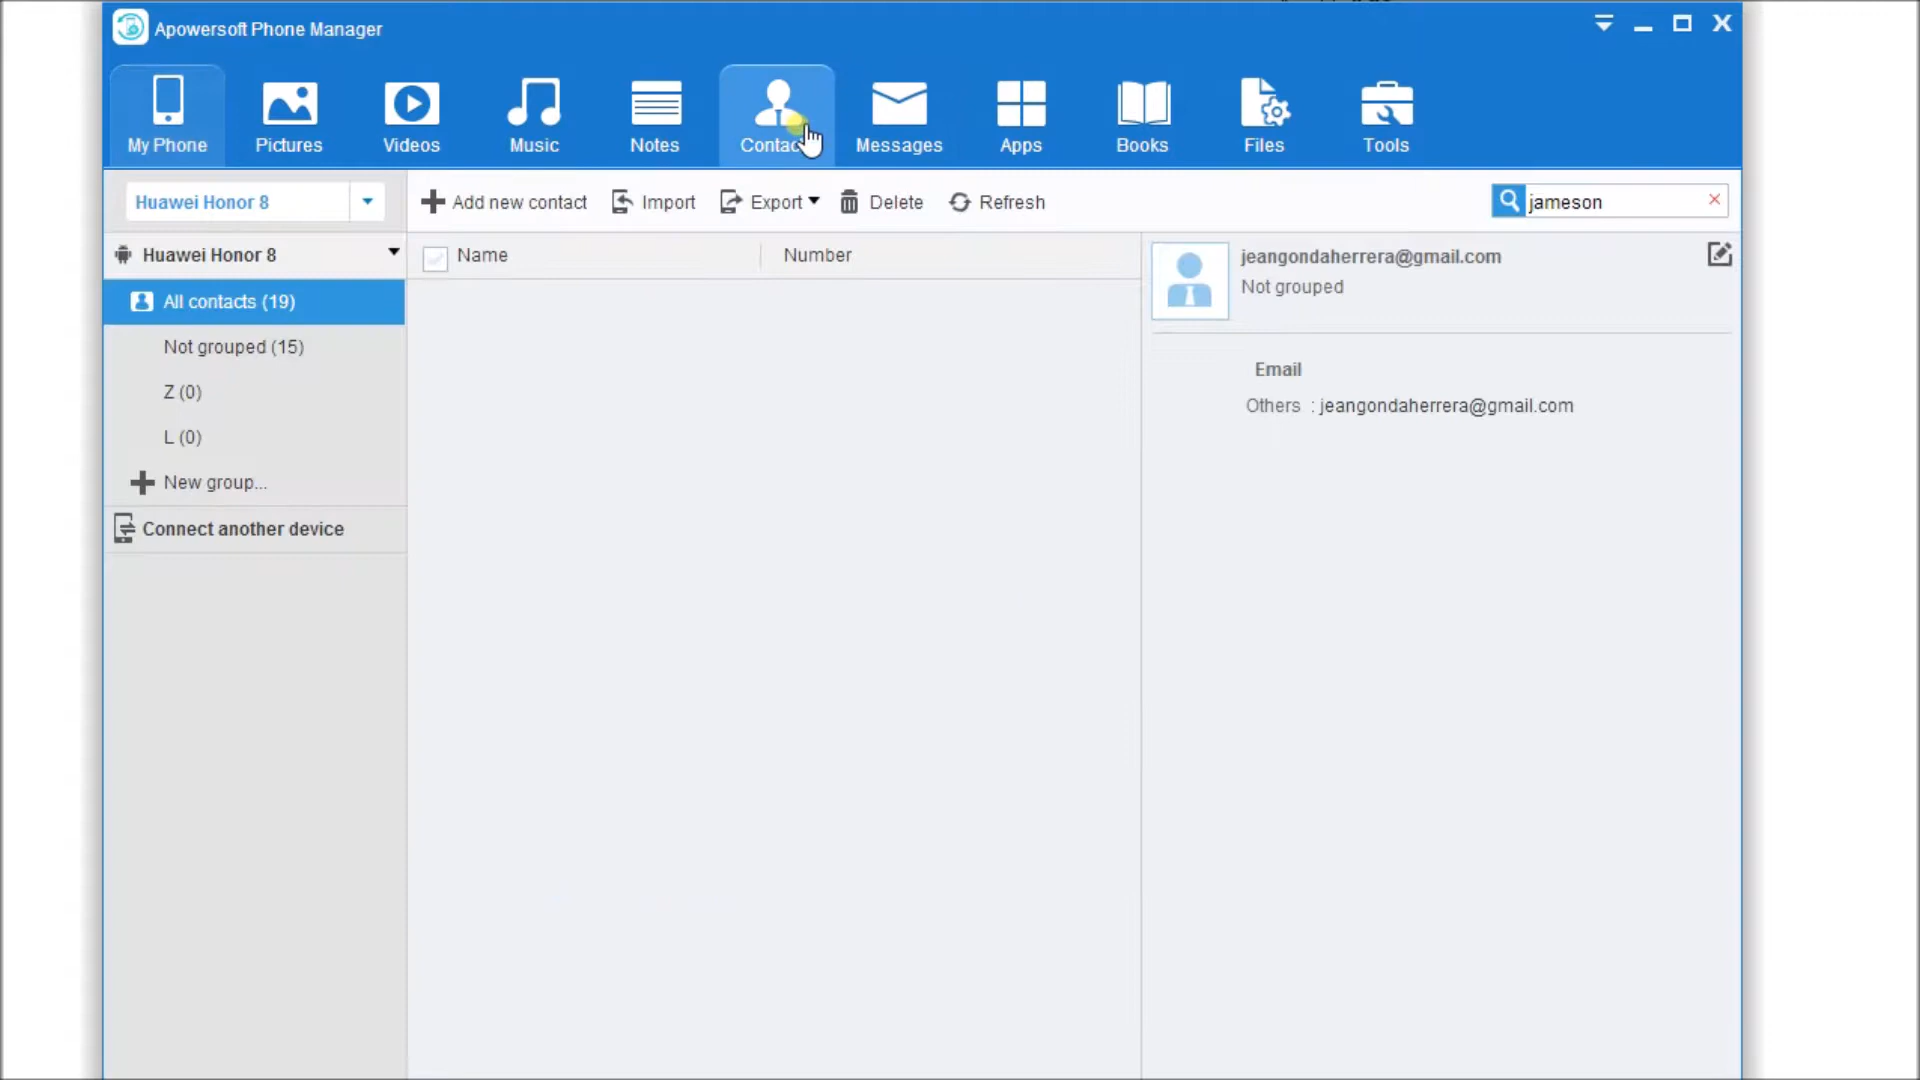 Apowersoft Phone Manager
My Phone Pictures Videos Music Notes Messages Apps Books Files Tools
Huawei Honor 8
Add new contact Import Export Delete Refresh
jameson
Huawei Honor 8
Name Number
jeangondaherrera@gmail.com
Not grouped
All contacts (19)
Not grouped (15)
Email
Z (0)
Others : jeangondaherrera@gmail.com
L (0)
New group...
Connect another device